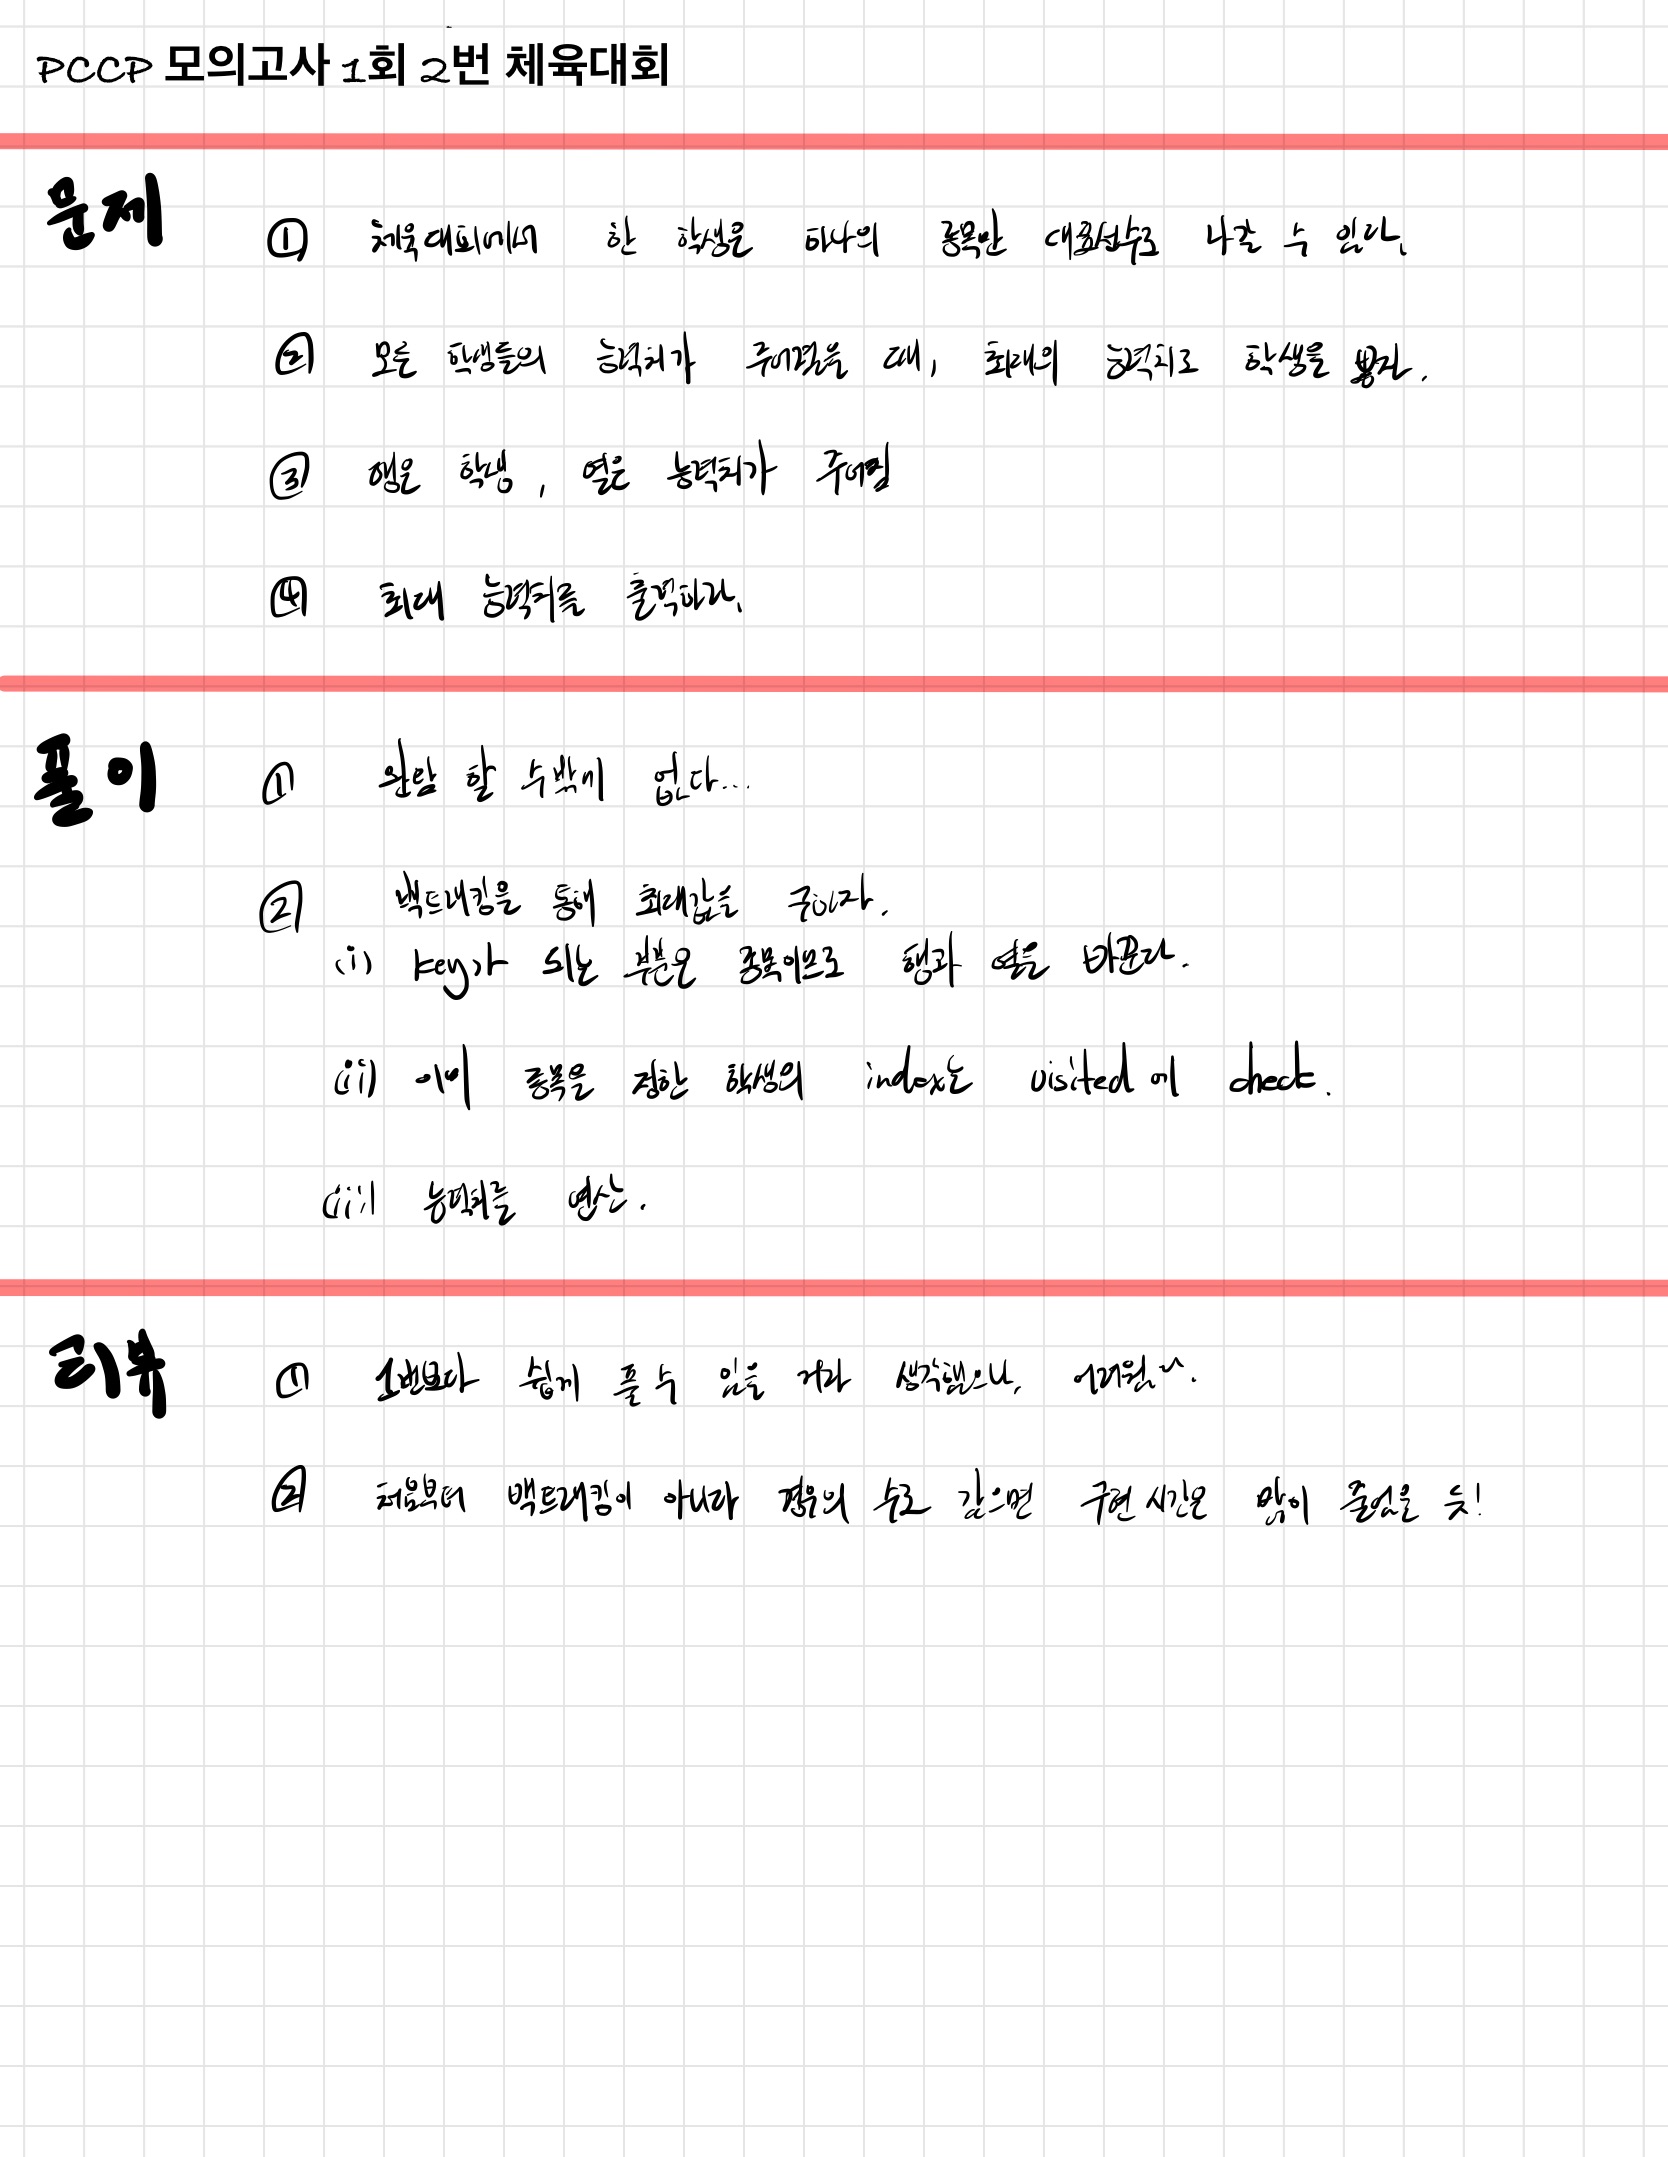 PCCP 모의고사 1회 2번 체육대회
문제
① 체육대회에서 한 학생은 하나의 종목만 대표선수로 나갈 수 있다.
② 모든 학생들의 능력치가 주어졌을 때, 최대의 능력치로 학생을 뽑자.
③ 행은 학생, 열은 능력치가 주어짐
④ 최대 능력치를 출력하라.
풀이
① 완탐 할 수밖에 없다...
② 백트래킹을 통해 최대값을 구하자.
(i) key가 되는 부분은 종목이므로 행과 열을 바꾼다.
(ii) 이미 종목을 정한 학생의 index는 visited에 check.
(iii) 능력치를 연산.
리뷰
① 1번보다 쉽게 풀 수 있을 거라 생각했으나, 어려웠..
② 처음부터 백트래킹이 아니라 경우의 수로 갔으면 구현 시간은 많이 줄었을 듯!